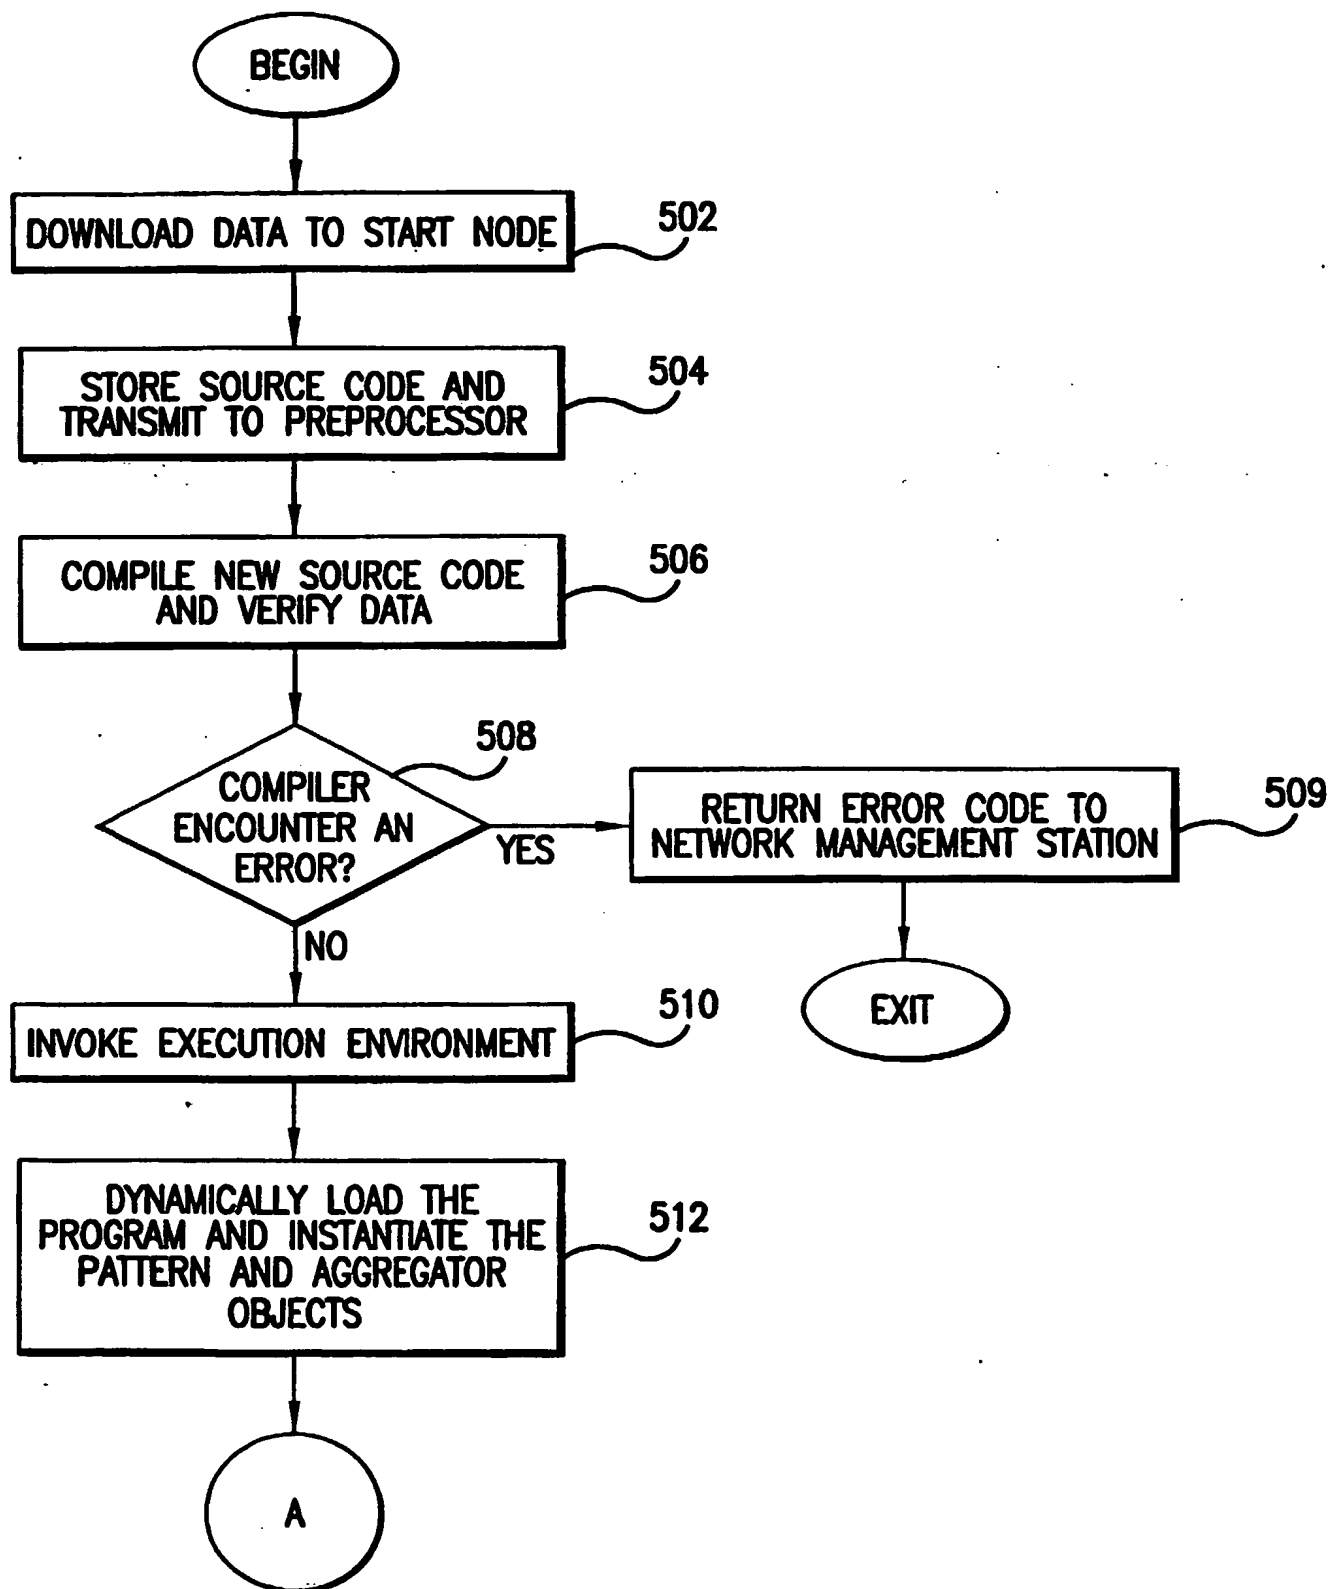 BEGIN
DOWNLOAD DATA TO START NODE
502
STORE SOURCE CODE AND
TRANSMIT TO PREPROCESSOR
504
COMPILE NEW SOURCE CODE
AND VERIFY DATA
506
508
COMPILER
ENCOUNTER AN
ERROR?
YES
RETURN ERROR CODE TO
NETWORK MANAGEMENT STATION
509
NO
EXIT
INVOKE EXECUTION ENVIRONMENT
510
DYNAMICALLY LOAD THE
PROGRAM AND INSTANTIATE THE
PATTERN AND AGGREGATOR
OBJECTS
512
A